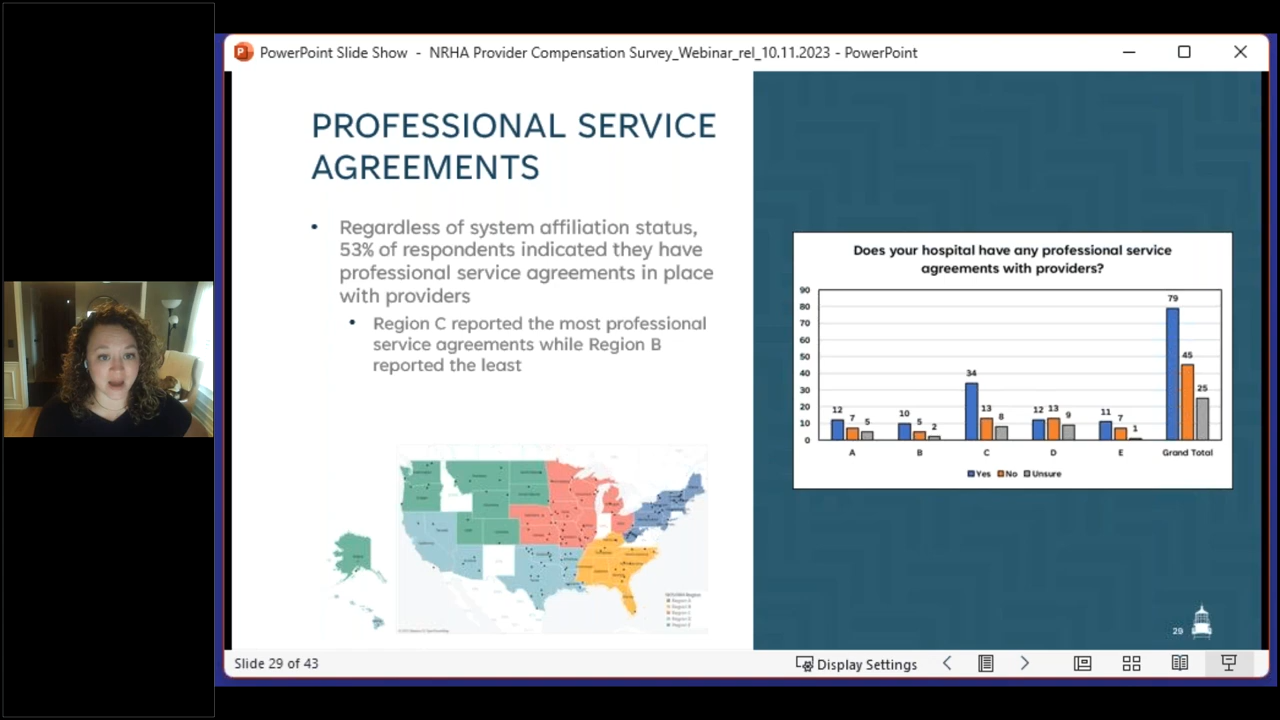 PowerPoint Slide Show - NRHA Provider Compensation Survey_Webinar_rel_10.11.2023 - PowerPoint
PROFESSIONAL SERVICE
AGREEMENTS
• Regardless of system affiliation status,
53% of respondents indicated they have
professional service agreements in place
with providers
• Region C reported the most professional
service agreements while Region B
reported the least
Does your hospital have any professional service
agreements with providers?
90
80
70
60
50
40
30
20
10
0
12 7 5
10 5 2
34 13 8
12 13 9
11 7 1
79 45 25
A B C D E Grand Total
Yes No Unsure
29
Slide 29 of 43
Display Settings